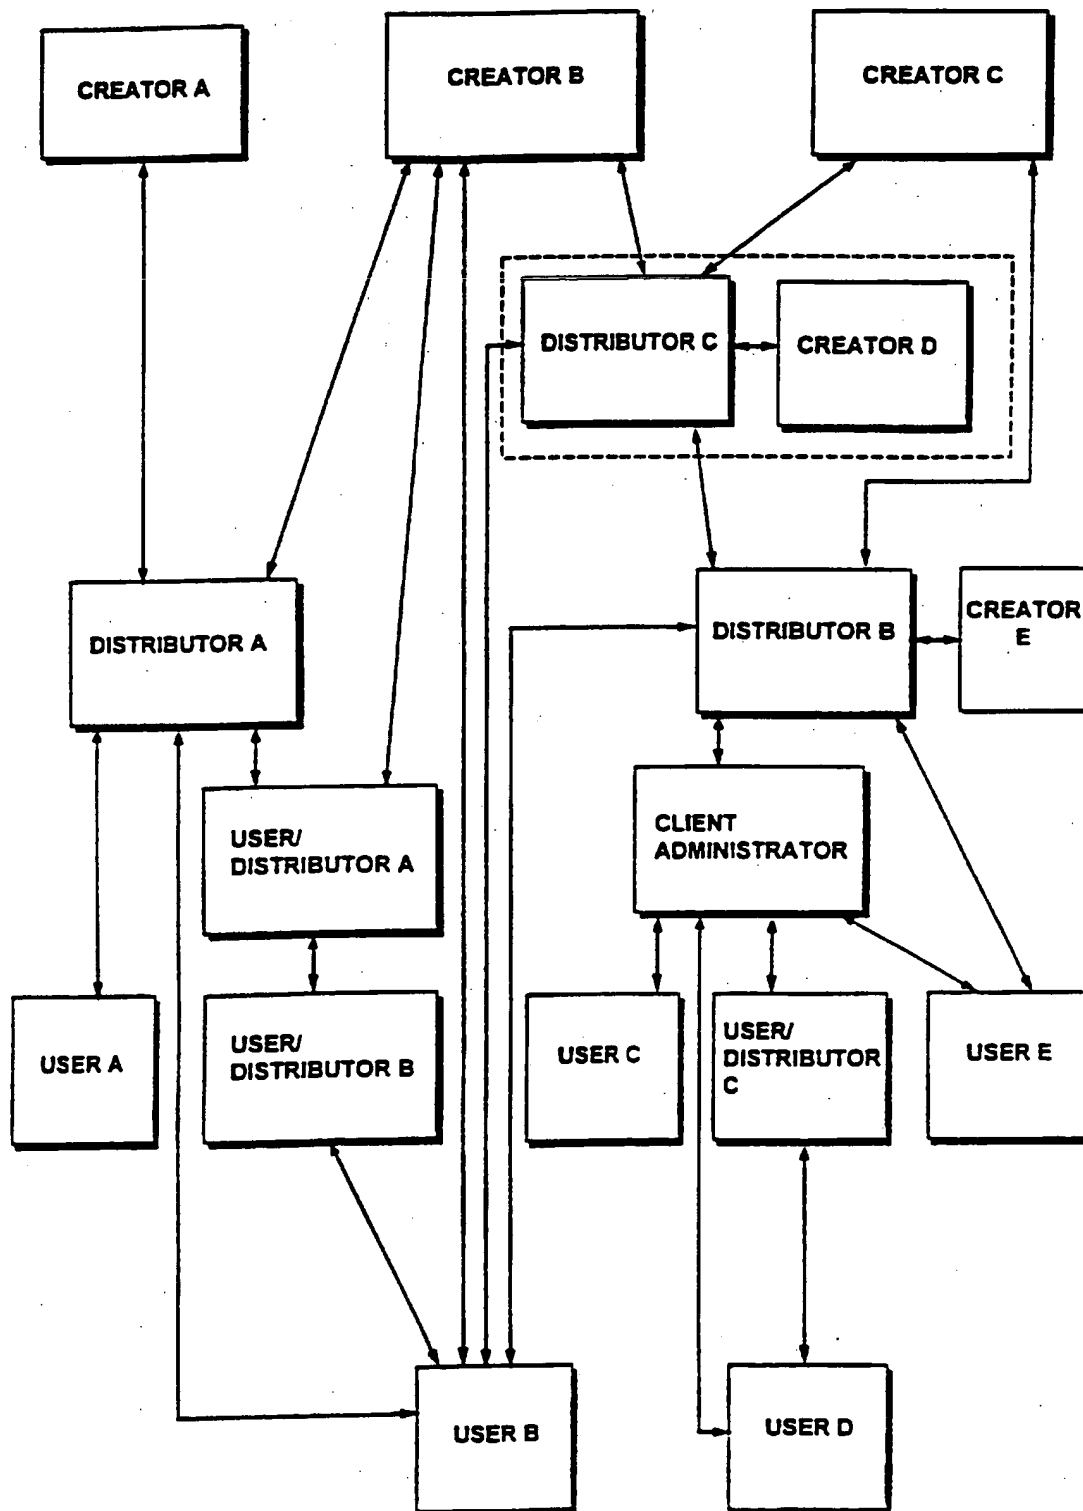 CREATOR A
CREATOR B
CREATOR C
DISTRIBUTOR C
CREATOR D
DISTRIBUTOR A
DISTRIBUTOR B
CREATOR
E
USER/
DISTRIBUTOR A
CLIENT
ADMINISTRATOR
USER A
USER/
DISTRIBUTOR B
USER C
USER/
DISTRIBUTOR
C
USER E
USER B
USER D